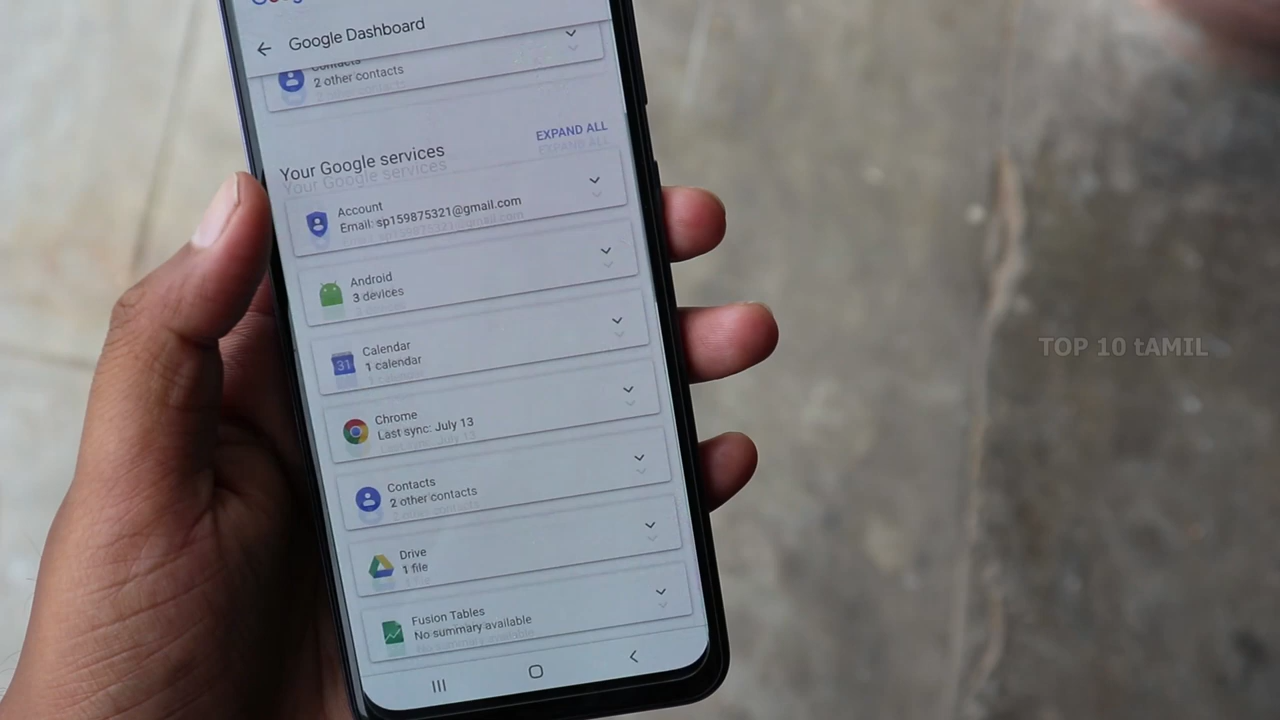 Google
Google Dashboard
Contacts
2 other contacts
EXPAND ALL
Your Google services
Account
Email: sp159875321@gmail.com
Android
3 devices
Calendar
31
1 calendar
Chrome
Last sync: July 13
Contacts
2 other contacts
Drive
1 file
Fusion Tables
No summary available
TOP 10 tAMIL